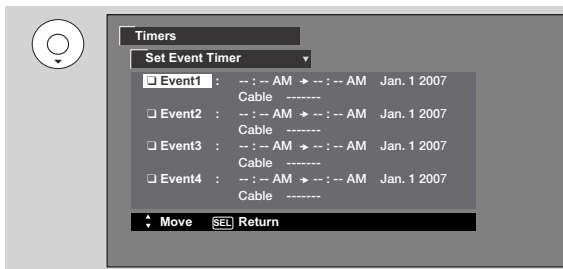 Timers
Set Event Timer ▼
❏ Event1 : -- : -- AM ➔ -- : -- AM Jan. 1 2007
Cable -------
❏ Event2 : -- : -- AM ➔ -- : -- AM Jan. 1 2007
Cable -------
❏ Event3 : -- : -- AM ➔ -- : -- AM Jan. 1 2007
Cable -------
❏ Event4 : -- : -- AM ➔ -- : -- AM Jan. 1 2007
Cable -------
Move SEL Return